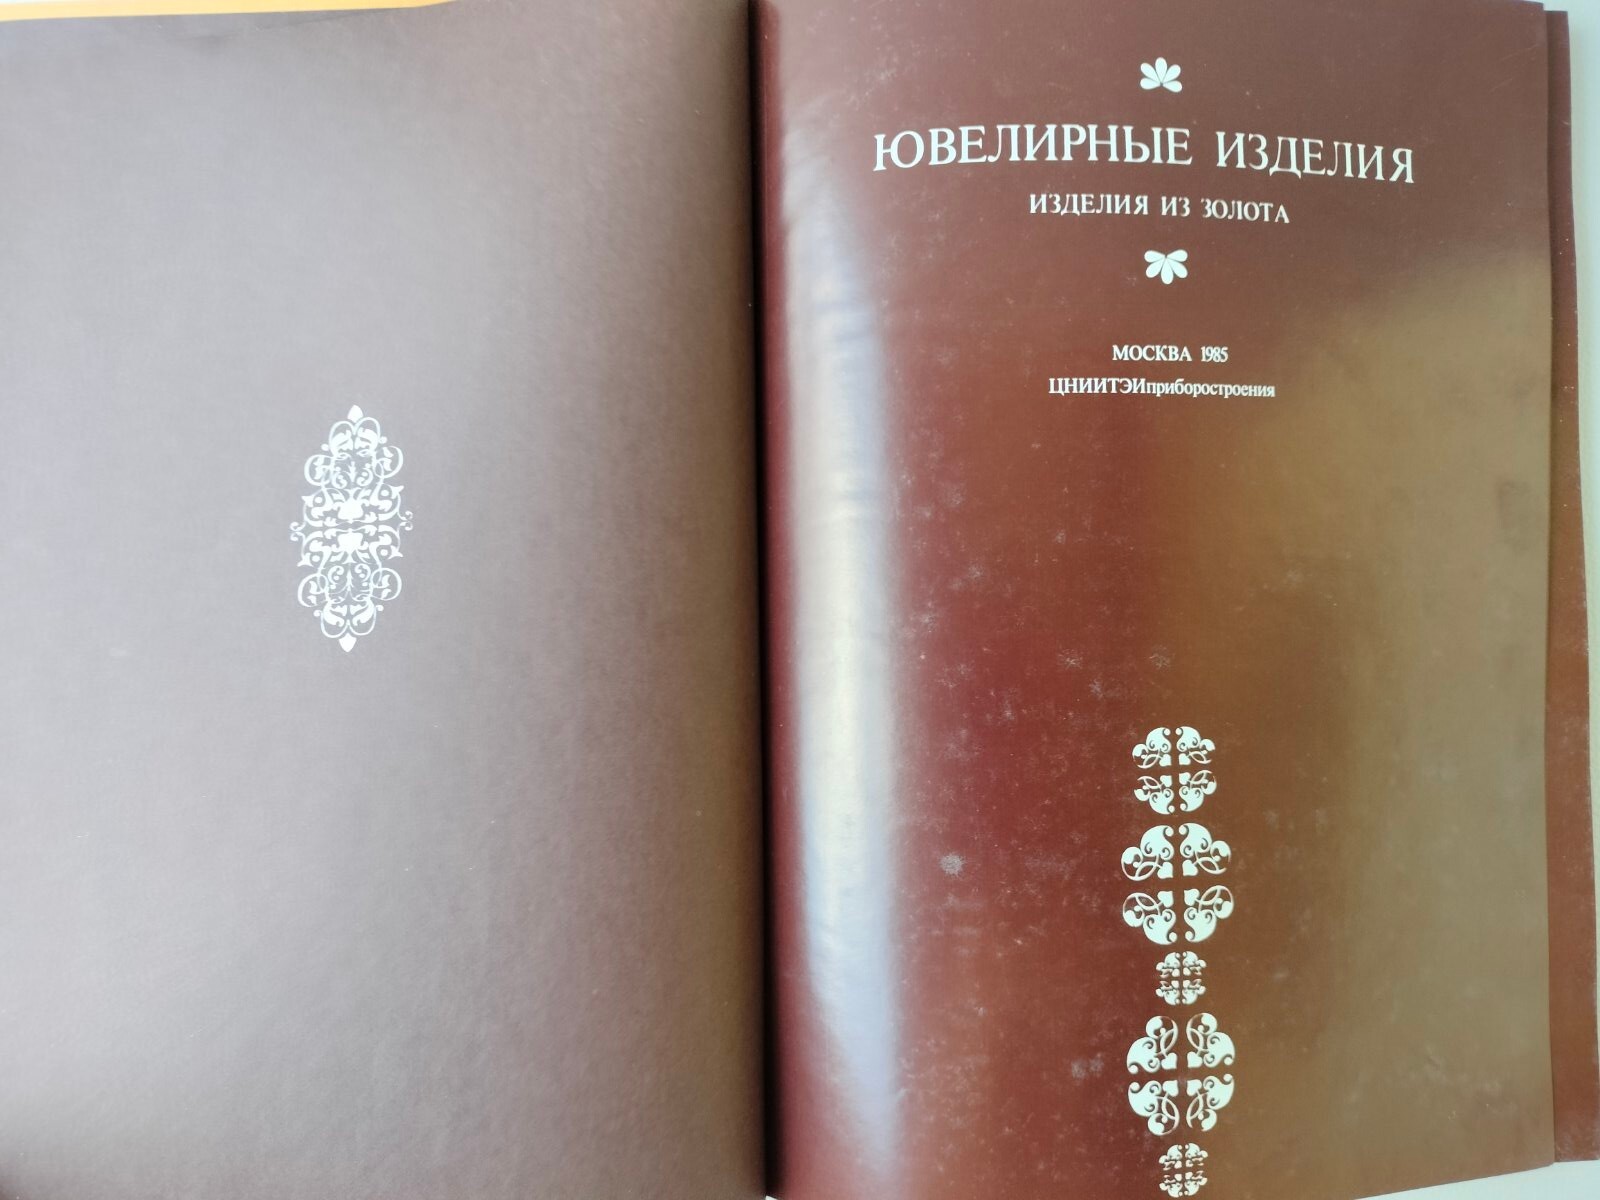 ЮВЕЛИРНЫЕ ИЗДЕЛИЯ
ИЗДЕЛИЯ ИЗ ЗОЛОТА
МОСКВА 1985
ЦНИИТЭИприборостроения